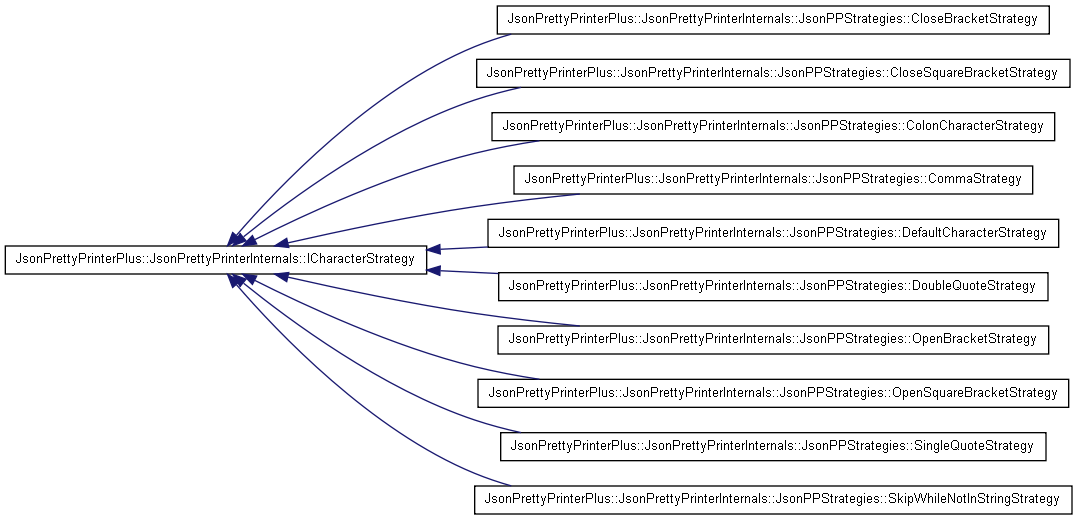 JsonPrettyPrinterPlus::JsonPrettyPrinterInternals::JsonPPStrategies::CloseBracketStrategy
JsonPrettyPrinterPlus::JsonPrettyPrinterInternals::JsonPPStrategies::CloseSquareBracketStrategy
JsonPrettyPrinterPlus::JsonPrettyPrinterInternals::JsonPPStrategies::ColonCharacterStrategy
JsonPrettyPrinterPlus::JsonPrettyPrinterInternals::JsonPPStrategies::CommaStrategy
JsonPrettyPrinterPlus::JsonPrettyPrinterInternals::JsonPPStrategies::DefaultCharacterStrategy
JsonPrettyPrinterPlus::JsonPrettyPrinterInternals::ICharacterStrategy
JsonPrettyPrinterPlus::JsonPrettyPrinterInternals::JsonPPStrategies::DoubleQuoteStrategy
JsonPrettyPrinterPlus::JsonPrettyPrinterInternals::JsonPPStrategies::OpenBracketStrategy
JsonPrettyPrinterPlus::JsonPrettyPrinterInternals::JsonPPStrategies::OpenSquareBracketStrategy
JsonPrettyPrinterPlus::JsonPrettyPrinterInternals::JsonPPStrategies::SingleQuoteStrategy
JsonPrettyPrinterPlus::JsonPrettyPrinterInternals::JsonPPStrategies::SkipWhileNotInStringStrategy